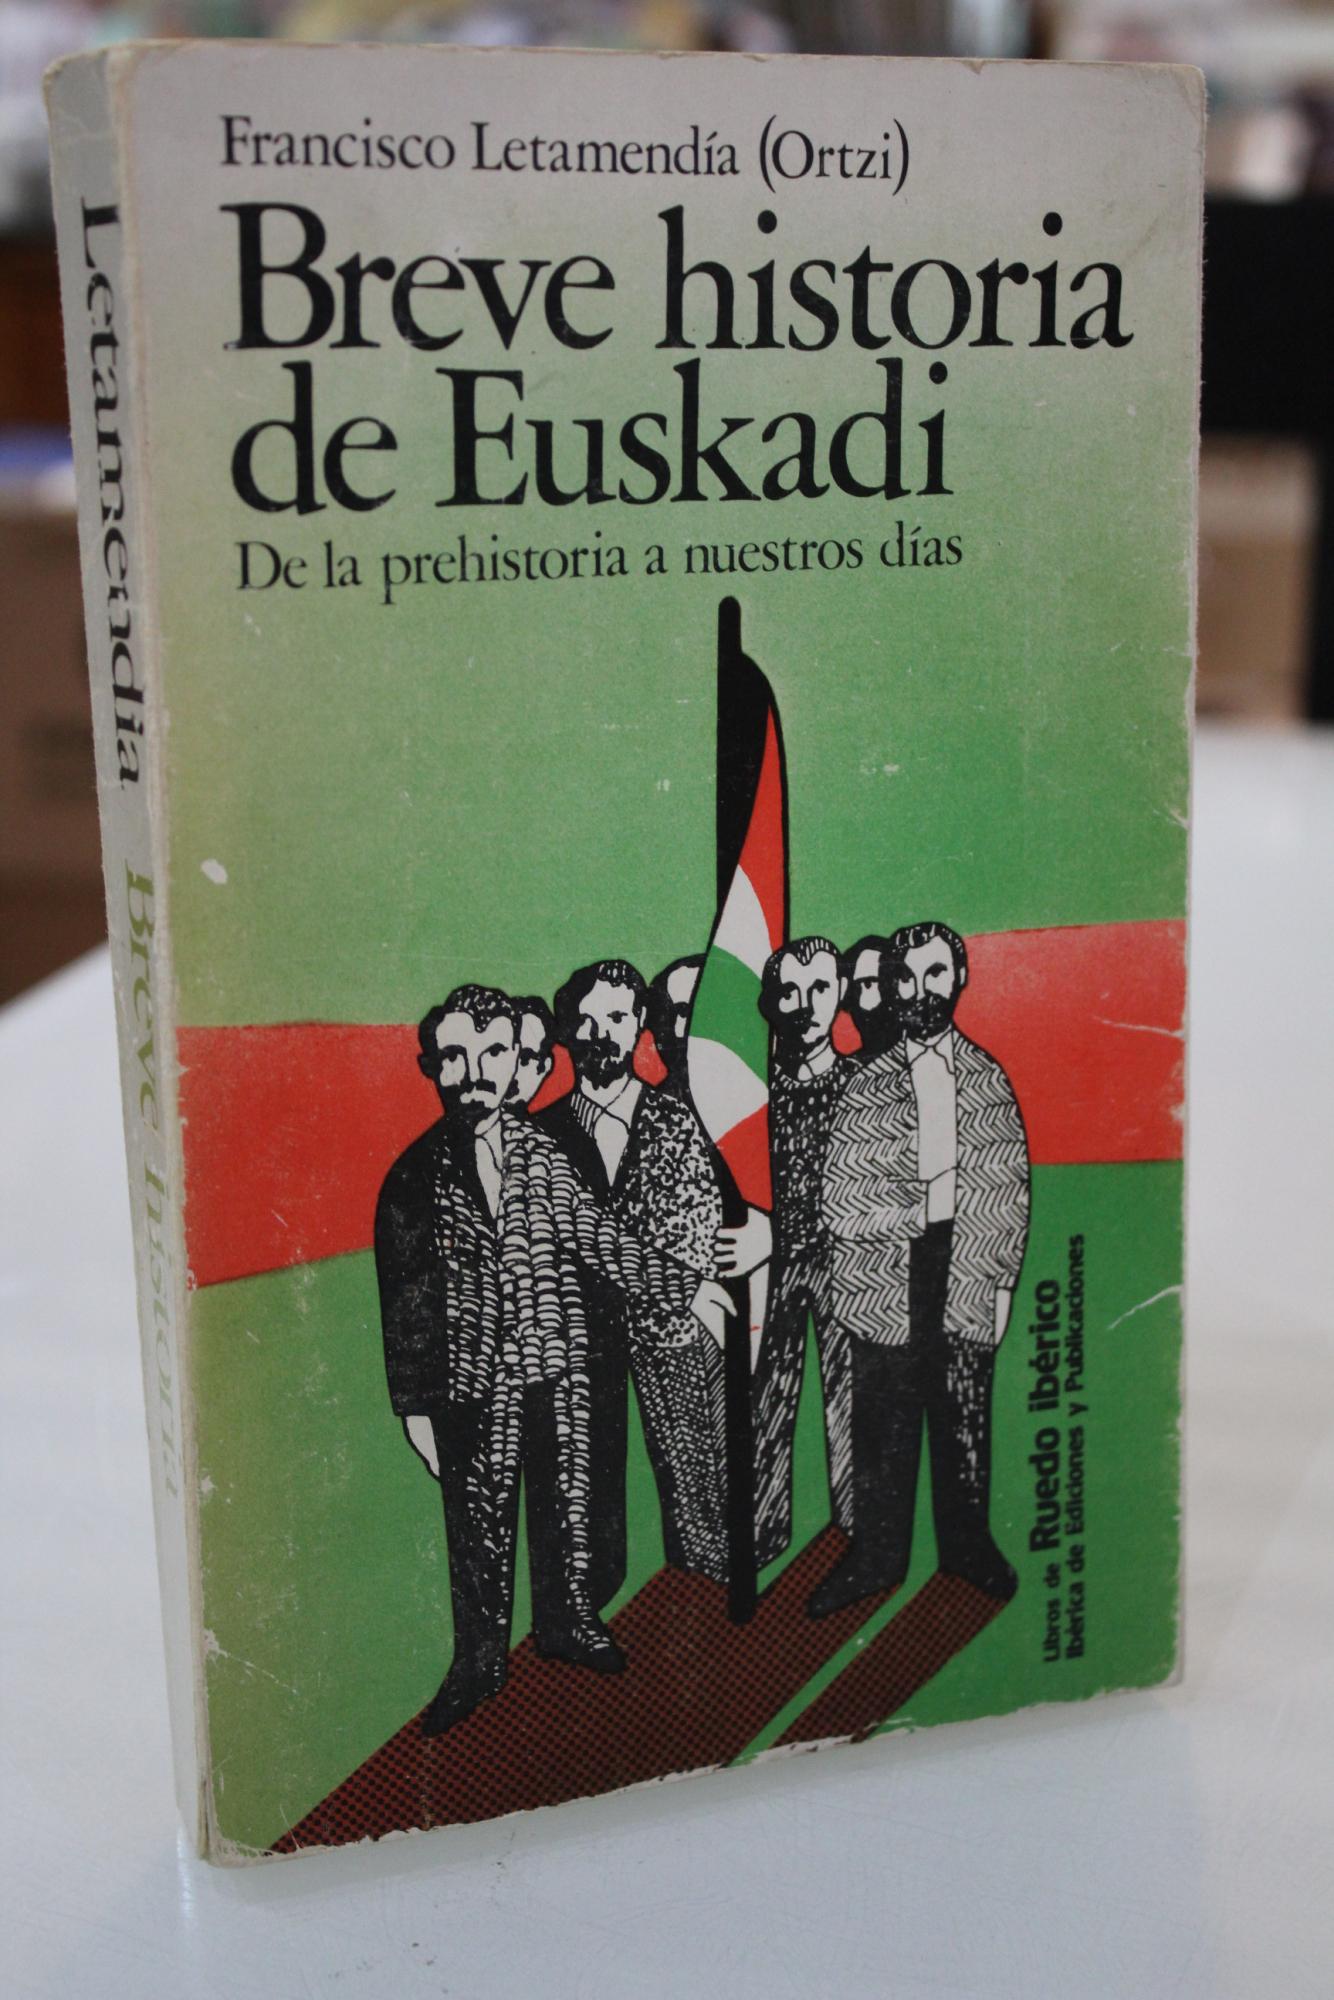 Francisco Letamendía (Ortzi)
Breve historia
de Euskadi
De la prehistoria a nuestros días
Letamendia Breve historia
Libros de Ruedo ibérico
Ibérica de Ediciones y Publicaciones